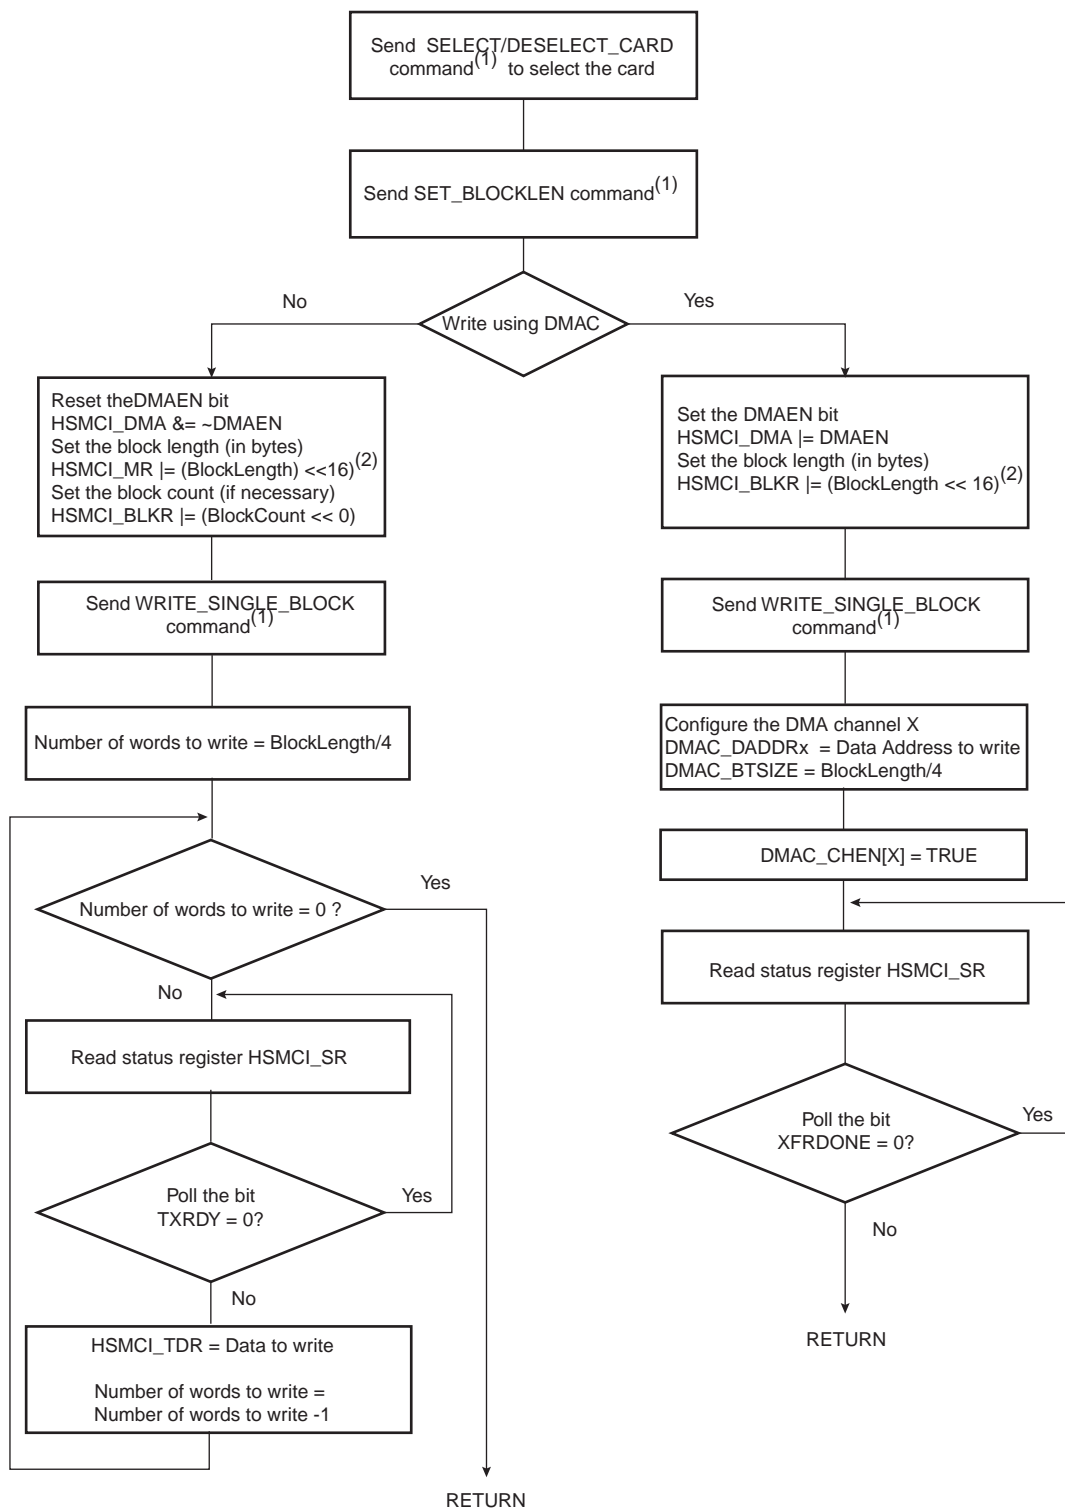 Send  SELECT/DESELECT_CARD
command(1)  to select the card
Send SET_BLOCKLEN command(1)
No
Yes
Write using DMAC
Reset theDMAEN bit
HSMCI_DMA &= ~DMAEN
Set the block length (in bytes)
HSMCI_MR |= (BlockLength) <<16)(2)
Set the block count (if necessary)
HSMCI_BLKR |= (BlockCount << 0)
Send WRITE_SINGLE_BLOCK
command(1)
Number of words to write = BlockLength/4
Number of words to write = 0 ?
Yes
No
Read status register HSMCI_SR
Poll the bit
TXRDY = 0?
Yes
No
HSMCI_TDR = Data to write
Number of words to write =
Number of words to write -1
RETURN
Set the DMAEN bit
HSMCI_DMA |= DMAEN
Set the block length (in bytes)
HSMCI_BLKR |= (BlockLength << 16)(2)
Send WRITE_SINGLE_BLOCK
command(1)
Configure the DMA channel X
DMAC_DADDRx  = Data Address to write
DMAC_BTSIZE = BlockLength/4
DMAC_CHEN[X] = TRUE
Read status register HSMCI_SR
Poll the bit
XFRDONE = 0?
Yes
No
RETURN